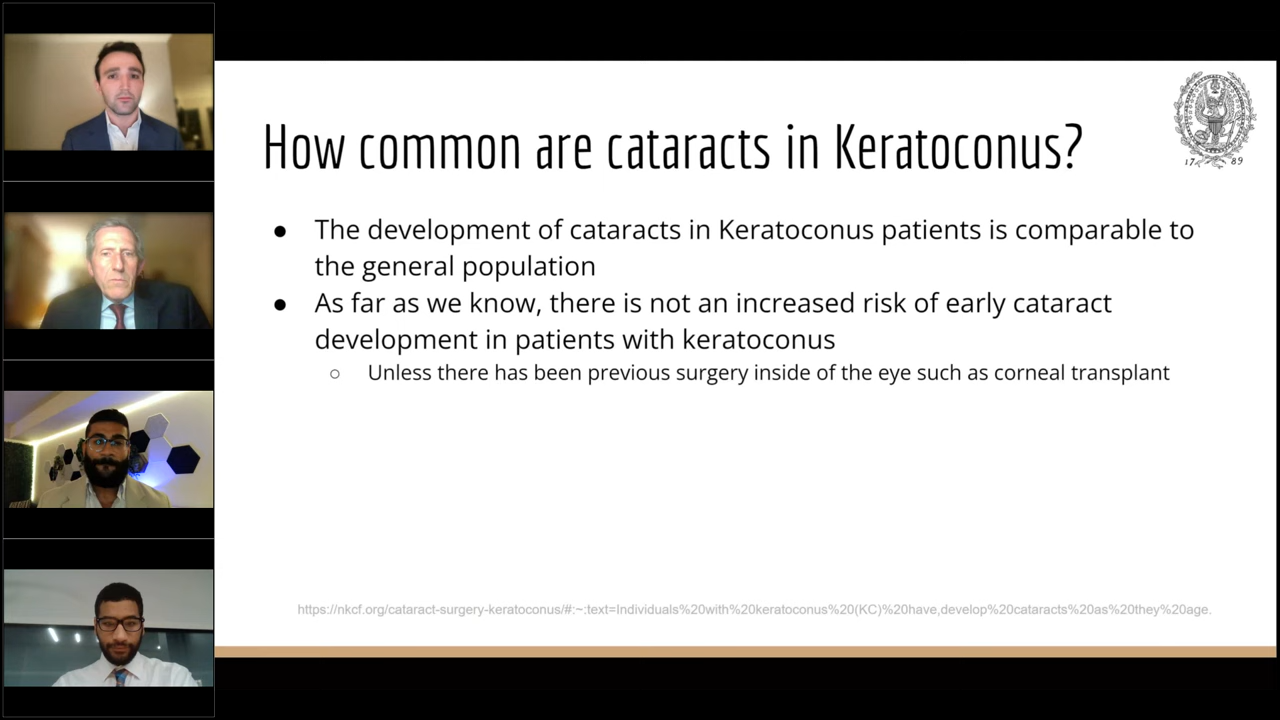 How common are cataracts in Keratoconus?
17 89
● The development of cataracts in Keratoconus patients is comparable to
the general population
● As far as we know, there is not an increased risk of early cataract
development in patients with keratoconus
○ Unless there has been previous surgery inside of the eye such as corneal transplant
https://nkcf.org/cataract-surgery-keratoconus/#:~:text=Individuals%20with%20keratoconus%20(KC)%20have,develop%20cataracts%20as%20they%20age.